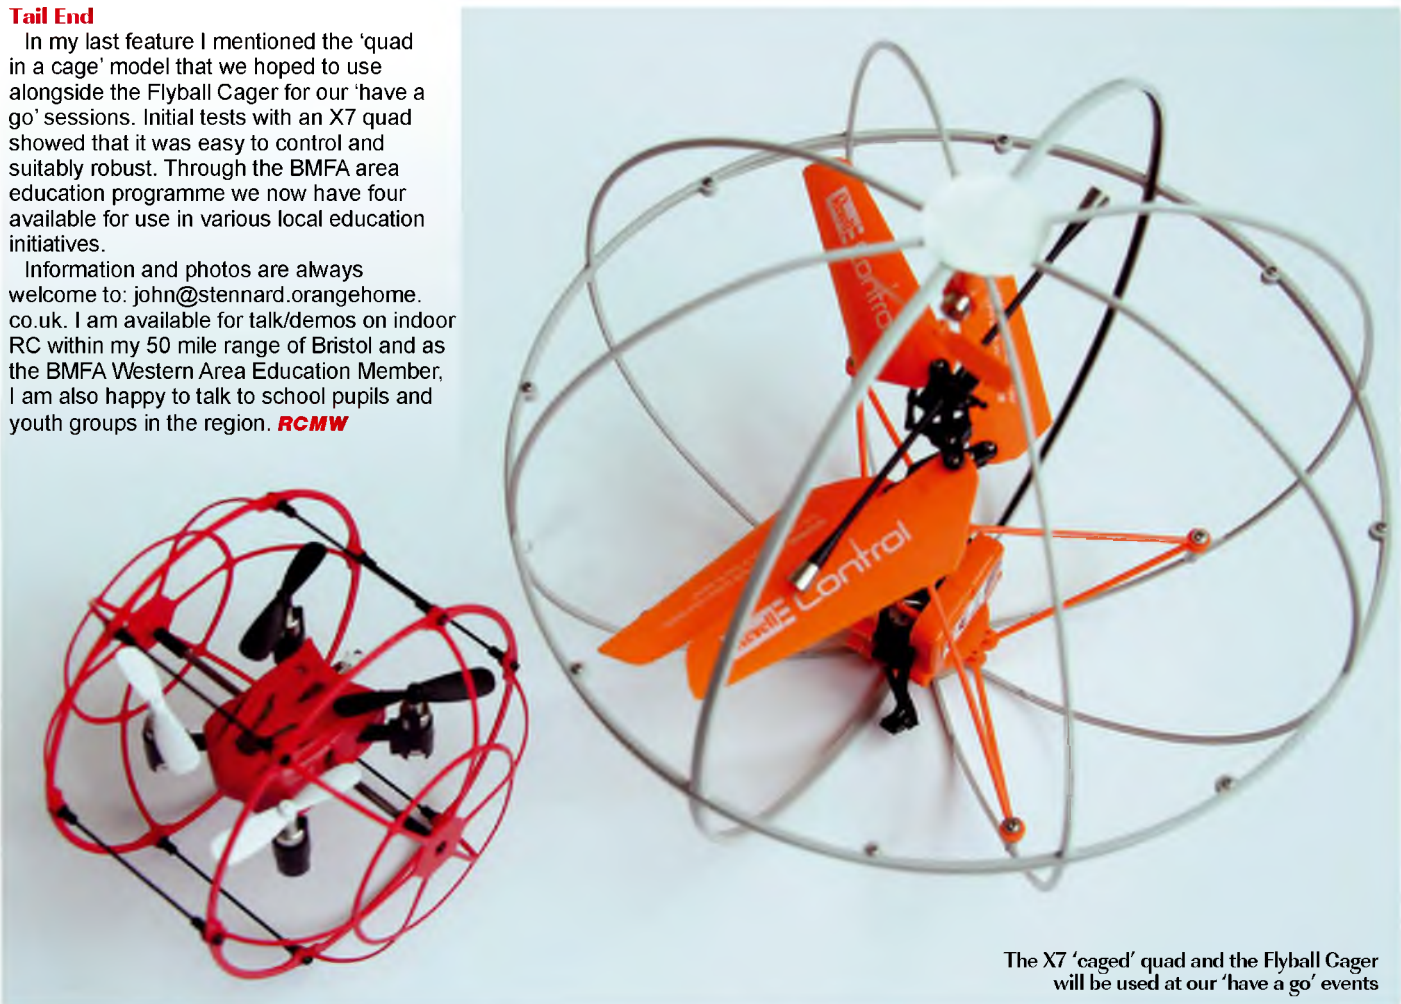 Tail End
In my last feature I mentioned the ‘quad
in a cage’ model that we hoped to use
alongside the Flyball Cager for our ‘have a
go’ sessions. Initial tests with an X7 quad
showed that it was easy to control and
suitably robust. Through the BMFA area
education programme we now have four
available for use in various local education
initiatives.
Information and photos are always
welcome to: john@stennard.orangehome.
co.uk. I am available for talk/demos on indoor
RC within my 50 mile range of Bristol and as
the BMFA Western Area Education Member,
I am also happy to talk to school pupils and
youth groups in the region. RCMW
Control
Control
The X7 ‘caged’ quad and the Flyball Cager
will be used at our ‘have a go’ events